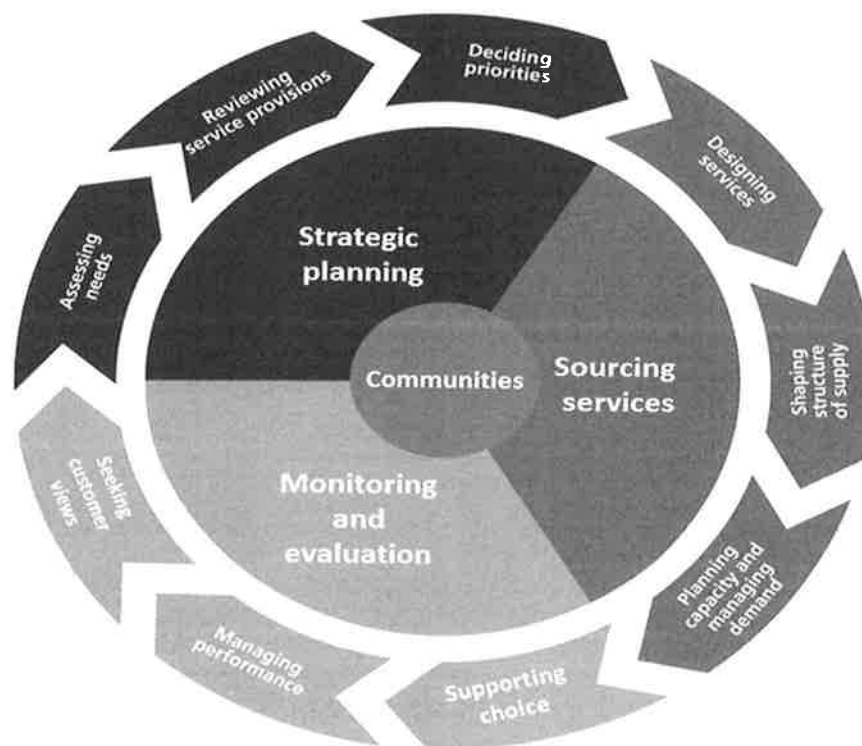 Deciding
priorities
Designing
services
Shaping
structure
of supply
Planning
capacity and
managing
demand
Supporting
choice
Managing
performance
Seeking
customer
views
Assessing
needs
Reviewing
service provisions
Strategic
planning
Sourcing
services
Monitoring
and
evaluation
Communities